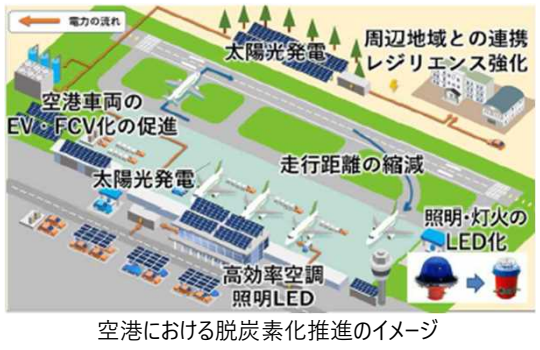 電力の流れ
太陽光発電
周辺地域との連携
レジリエンス強化
空港車両の
EV・FCV化の促進
太陽光発電
走行距離の縮減
照明・灯火の
LED化
高効率空調
照明LED
空港における脱炭素化推進のイメージ